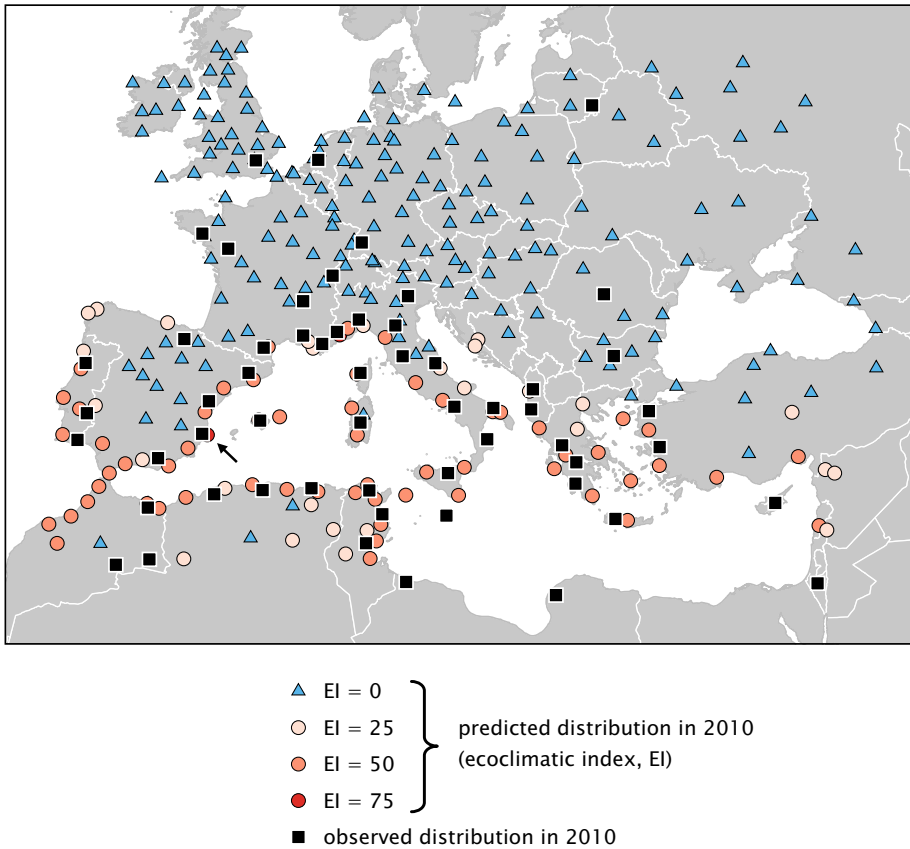 EI = 0
EI = 25
EI = 50
EI = 75
predicted distribution in 2010
(ecoclimatic index, EI)
observed distribution in 2010